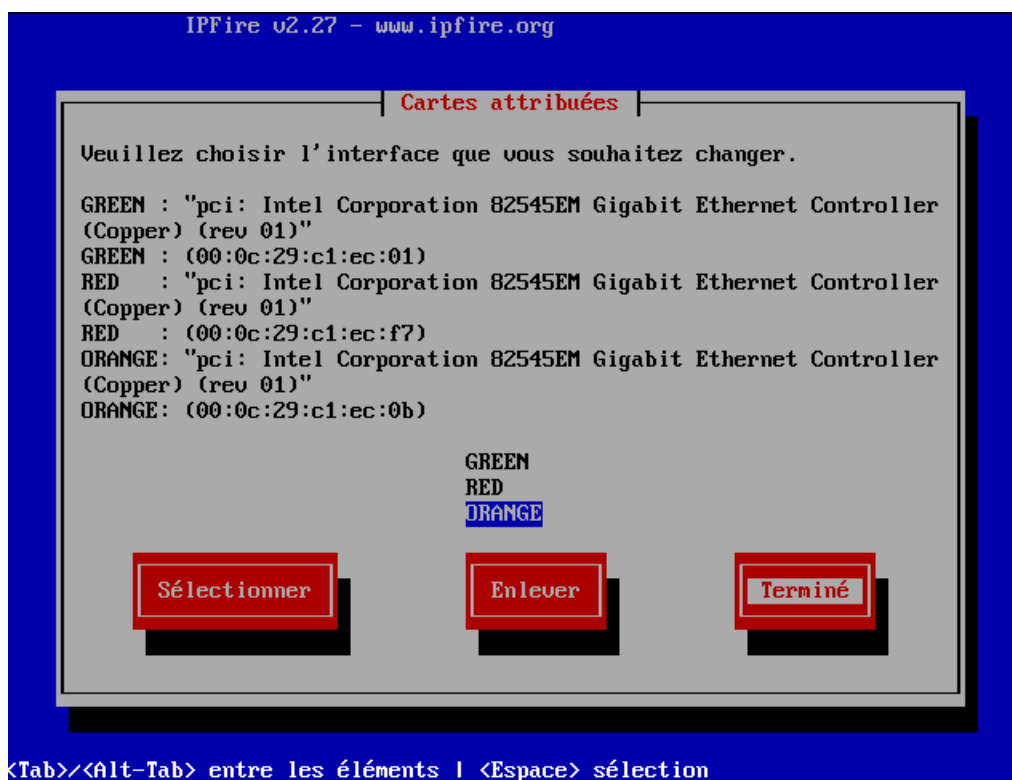 IPFire v2.27 - www.ipfire.org
Cartes attribuées
Veuillez choisir l'interface que vous souhaitez changer.
GREEN : "pci: Intel Corporation 82545EM Gigabit Ethernet Controller
(Copper) (rev 01)"
GREEN : (00:0c:29:c1:ec:01)
RED   : "pci: Intel Corporation 82545EM Gigabit Ethernet Controller
(Copper) (rev 01)"
RED   : (00:0c:29:c1:ec:f7)
ORANGE: "pci: Intel Corporation 82545EM Gigabit Ethernet Controller
(Copper) (rev 01)"
ORANGE: (00:0c:29:c1:ec:0b)
GREEN
RED
ORANGE
Sélectionner Enlever Terminé
<Tab>/<Alt-Tab> entre les éléments | <Espace> sélection